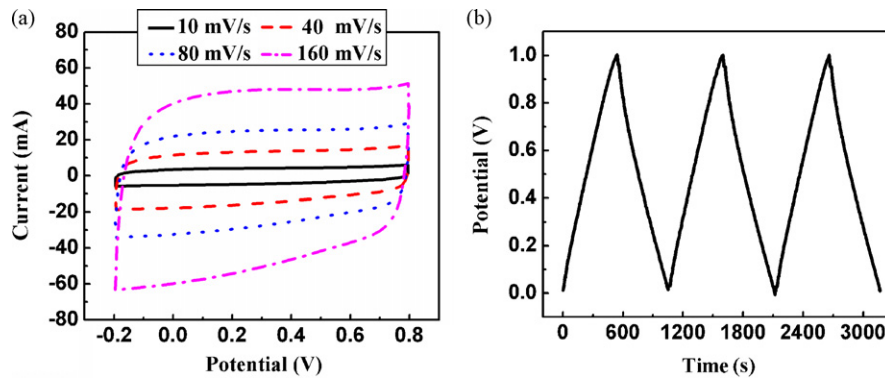 (a)
10 mV/s
40 mV/s
80 mV/s
160 mV/s
80
60
40
20
0
-20
-40
-60
-80
Current (mA)
-0.2
0.0
0.2
0.4
0.6
0.8
Potential (V)
(b)
1.0
0.8
0.6
0.4
0.2
0.0
Potential (V)
0
600
1200
1800
2400
3000
Time (s)